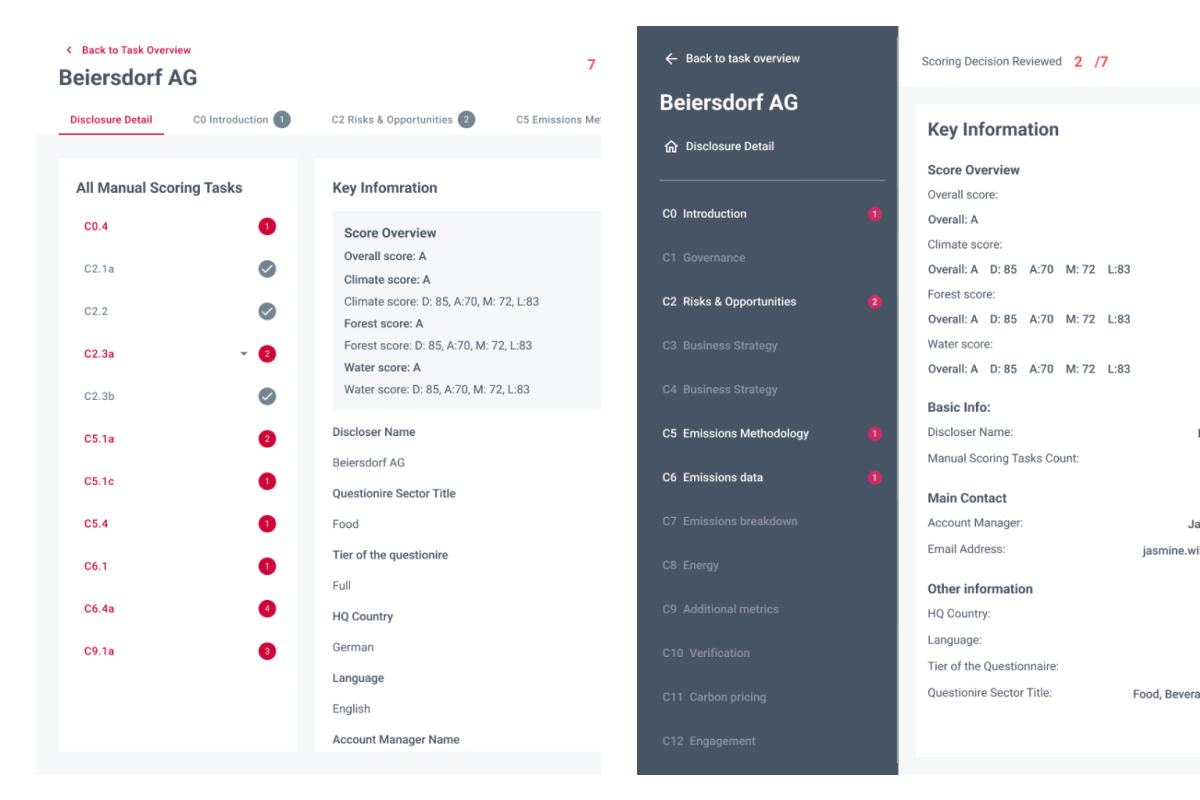 Back to Task Overview
Beiersdorf AG
7
Disclosure Detail
C0 Introduction 1
C2 Risks & Opportunities 2
C5 Emissions Me
All Manual Scoring Tasks
C0.4 1
C2.1a
C2.2
C2.3a 2
C2.3b
C5.1a 2
C5.1c 1
C5.4 1
C6.1 1
C6.4a 4
C9.1a 3
Key Infomration
Score Overview
Overall score: A
Climate score: A
Climate score: D: 85, A:70, M: 72, L:83
Forest score: A
Forest score: D: 85, A:70, M: 72, L:83
Water score: A
Water score: D: 85, A:70, M: 72, L:83
Discloser Name
Beiersdorf AG
Questionire Sector Title
Food
Tier of the questionire
Full
HQ Country
German
Language
English
Account Manager Name
Back to task overview
Beiersdorf AG
Disclosure Detail
C0 Introduction 1
C1 Governance
C2 Risks & Opportunities 2
C3 Business Strategy
C4 Business Strategy
C5 Emissions Methodology 1
C6 Emissions data 1
C7 Emissions breakdown
C8 Energy
C9 Additional metrics
C10 Verification
C11 Carbon pricing
C12 Engagement
Scoring Decision Reviewed 2 /7
Key Information
Score Overview
Overall score:
Overall: A
Climate score:
Overall: A D: 85 A:70 M: 72 L:83
Forest score:
Overall: A D: 85 A:70 M: 72 L:83
Water score:
Overall: A D: 85 A:70 M: 72 L:83
Basic Info:
Discloser Name:
Manual Scoring Tasks Count:
Main Contact
Account Manager: Ja
Email Address: jasmine.wi
Other information
HQ Country:
Language:
Tier of the Questionnaire:
Questionire Sector Title: Food, Bevera